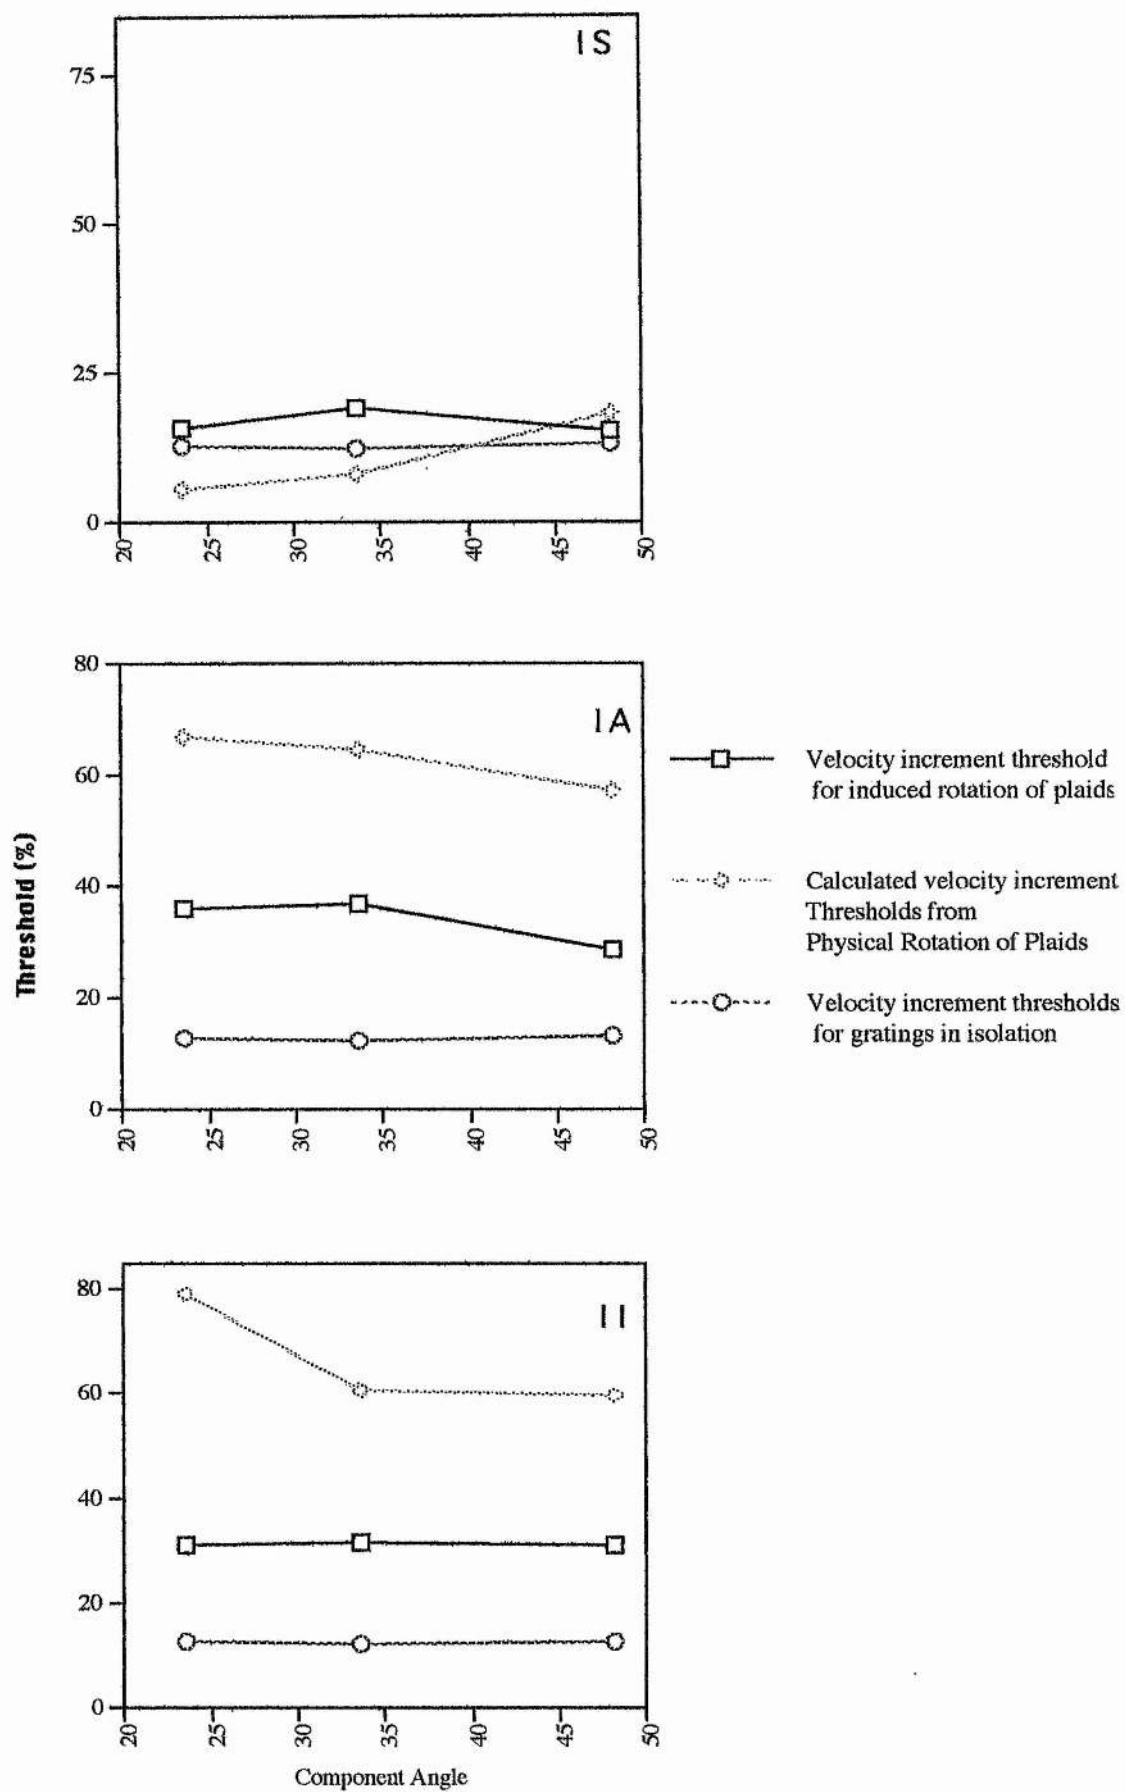 IS
75
50
25
0
20 25 30 35 40 45 50
80
IA
60
40
20
0
20 25 30 35 40 45 50
Threshold (%)
Velocity increment threshold
for induced rotation of plaids
Calculated velocity increment
Thresholds from
Physical Rotation of Plaids
Velocity increment thresholds
for gratings in isolation
80
II
60
40
20
0
20 25 30 35 40 45 50
Component Angle